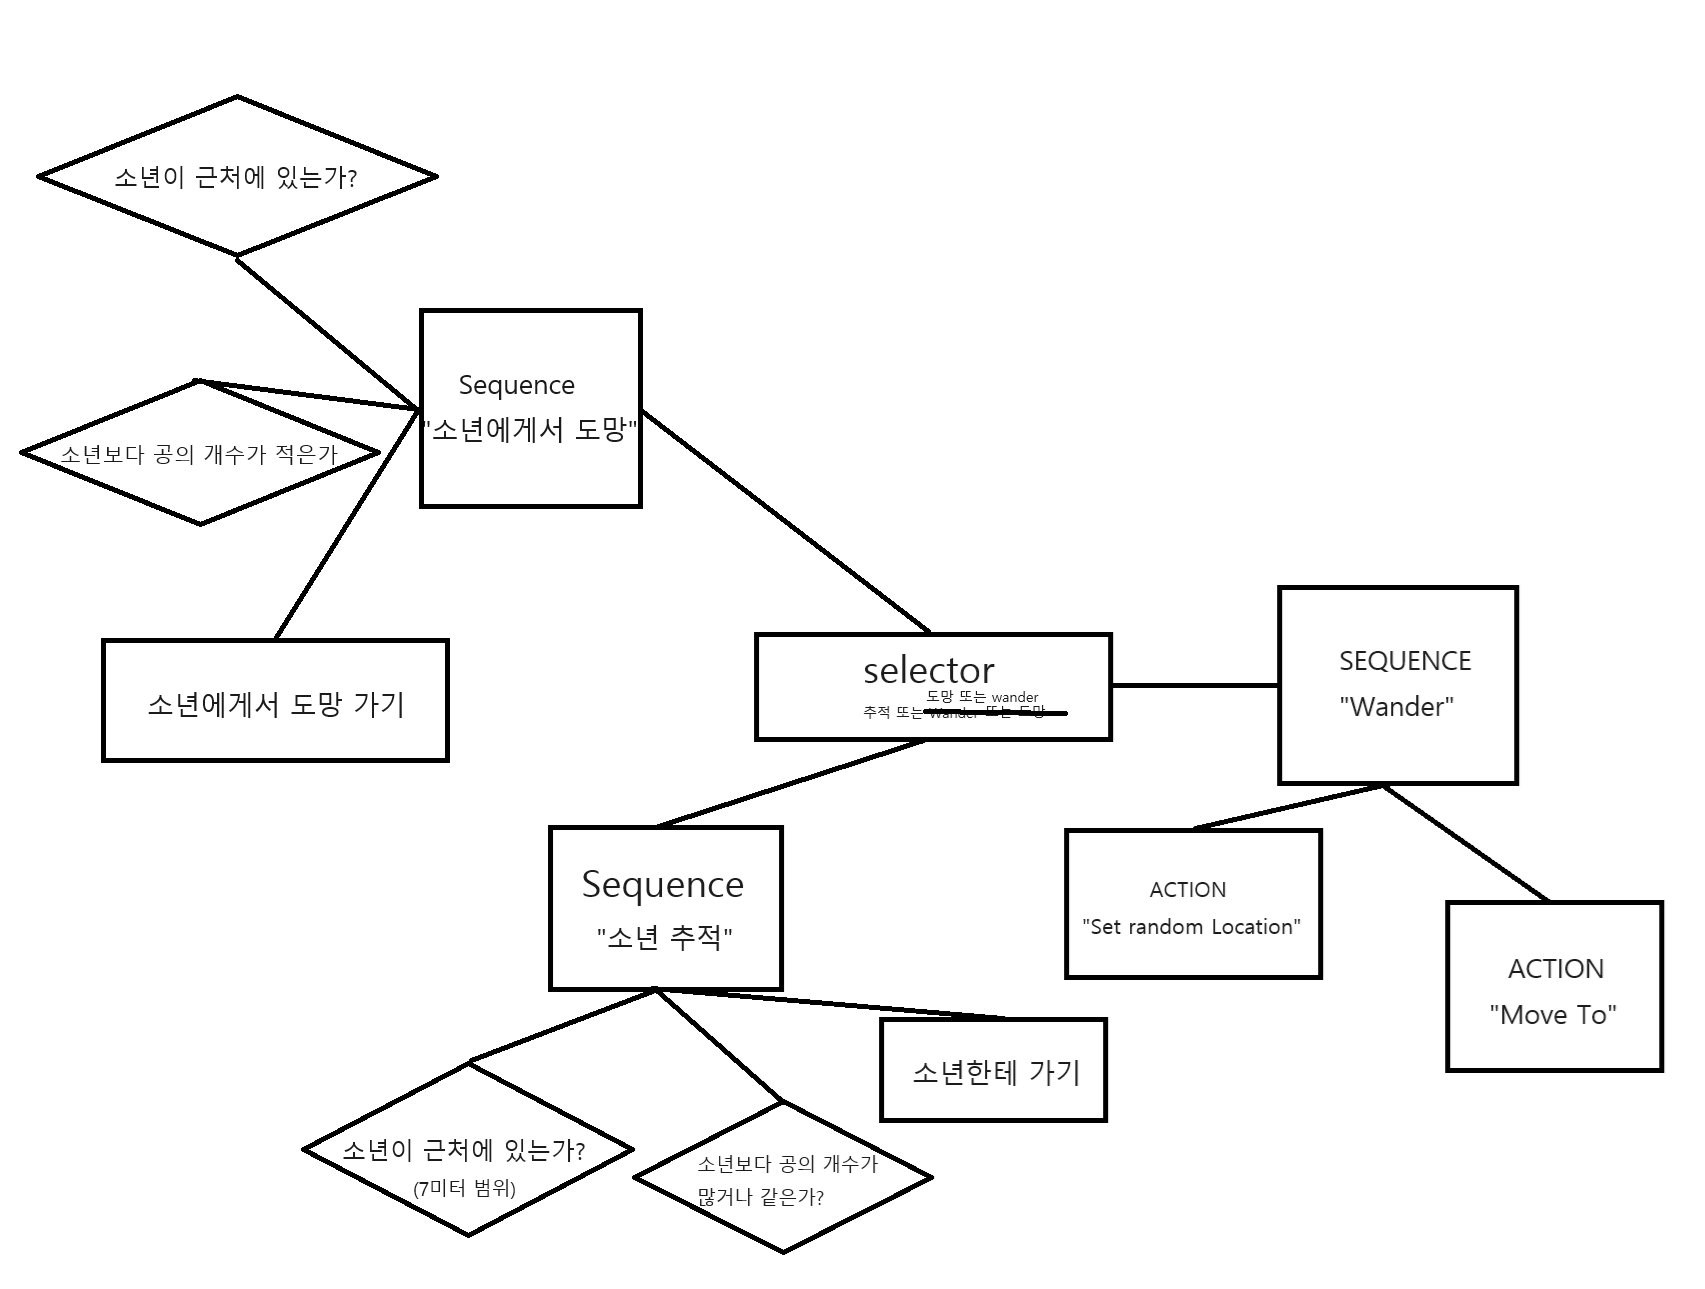 소년이 근처에 있는가?
Sequence
"소년에게서 도망"
소년보다 공의 개수가 적은가
소년에게서 도망 가기
selector
도망 또는 wander
추적 또는 Wander 또는 도망
SEQUENCE
"Wander"
Sequence
"소년 추적"
ACTION
"Set random Location"
ACTION
"Move To"
소년한테 가기
소년이 근처에 있는가?
(7미터 범위)
소년보다 공의 개수가
많거나 같은가?